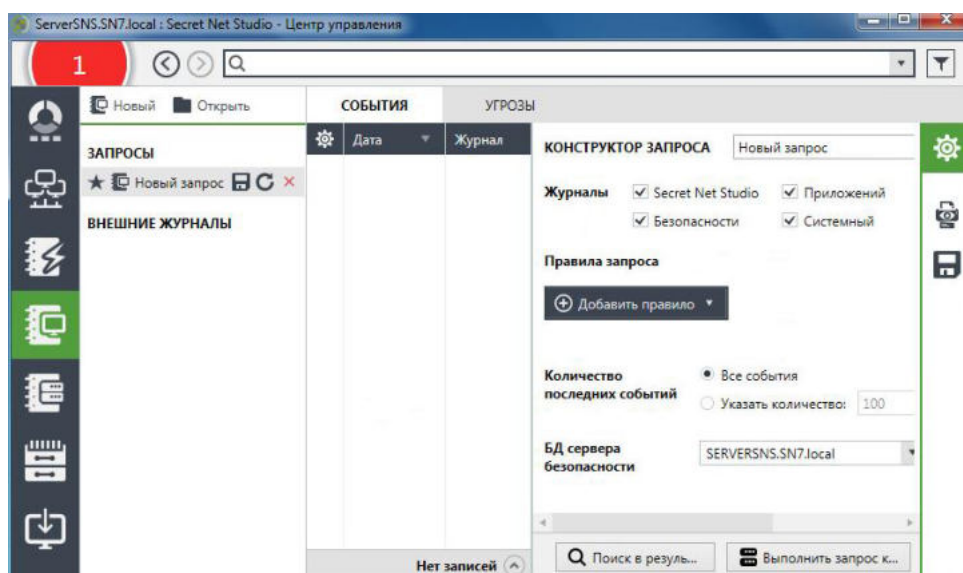 ServerSNS.SN7.local : Secret Net Studio - Центр управления
1
Новый Открыть
ЗАПРОСЫ
Новый запрос
ВНЕШНИЕ ЖУРНАЛЫ
СОБЫТИЯ УГРОЗЫ
Дата Журнал
Нет записей
КОНСТРУКТОР ЗАПРОСА Новый запрос
Журналы Secret Net Studio Приложений
Безопасности Системный
Правила запроса
Добавить правило
Количество последних событий
Все события
Указать количество: 100
БД сервера безопасности
SERVERSNS.SN7.local
Поиск в резуль... Выполнить запрос к...